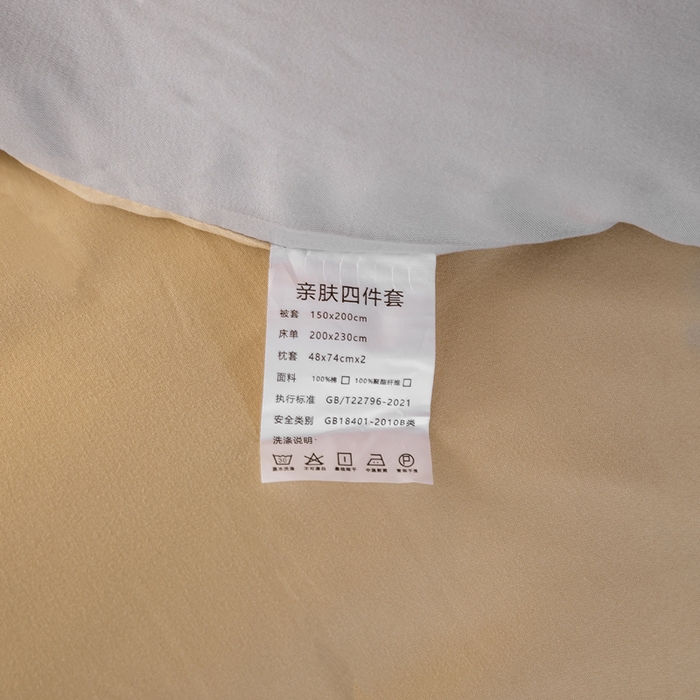 亲肤四件套
被套 150x200cm
床单 200x230cm
枕套 48x74cmx2
面料 100%棉 □ 100%聚酯纤维 □
执行标准 GB/T22796-2021
安全类别 GB18401-2010B类
洗涤说明:
30